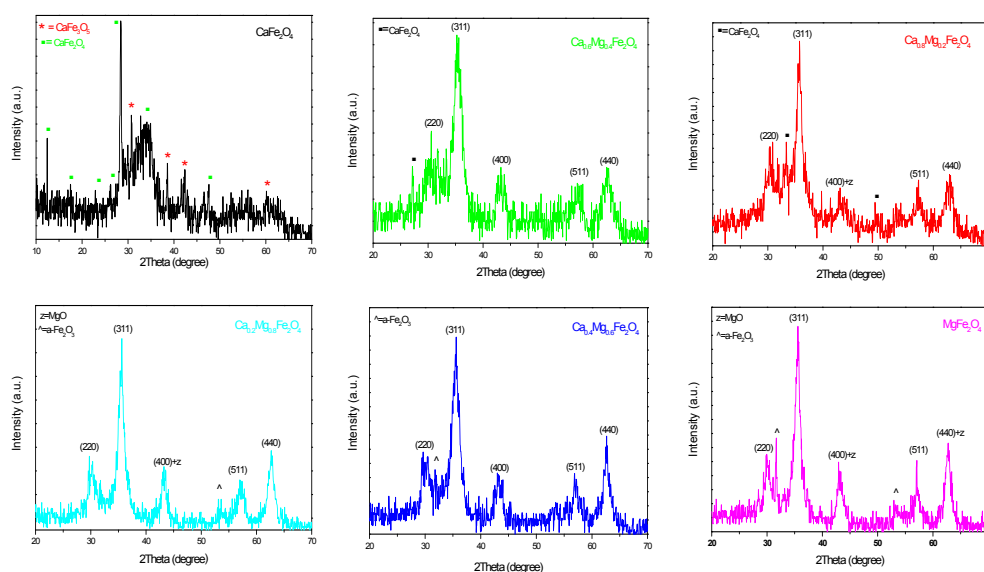 * = CaFe₃O₅
▪ = CaFe₂O₄
CaFe₂O₄
Intensity (a.u.)
10 20 30 40 50 60 70
2Theta (degree)
▪=CaFe₂O₄
Ca₀.₆Mg₀.₄Fe₂O₄
(311)
(220)
(400)
(511)
(440)
Intensity (a.u.)
20 30 40 50 60 70
2Theta (degree)
▪=CaFe₂O₄
Ca₀.₈Mg₀.₂Fe₂O₄
(311)
(220)
(400)+z
(511)
(440)
Intensity (a.u.)
20 30 40 50 60
2Theta (degree)
z=MgO
^=a-Fe₂O₃
Ca₀.₂Mg₀.₈Fe₂O₄
(311)
(220)
(400)+z
^
(511)
(440)
Intensity (a.u.)
20 30 40 50 60 70
2Theta (degree)
^=a-Fe₂O₃
Ca₀.₄Mg₀.₆Fe₂O₄
(311)
(220)
^
(400)
(511)
(440)
Intensity (a.u.)
20 30 40 50 60 70
2Theta (degree)
z=MgO
^=a-Fe₂O₃
MgFe₂O₄
(311)
(220)
^
(400)+z
^
(511)
(440)+z
Intensity (a.u.)
20 30 40 50 60 70
2Theta (degree)